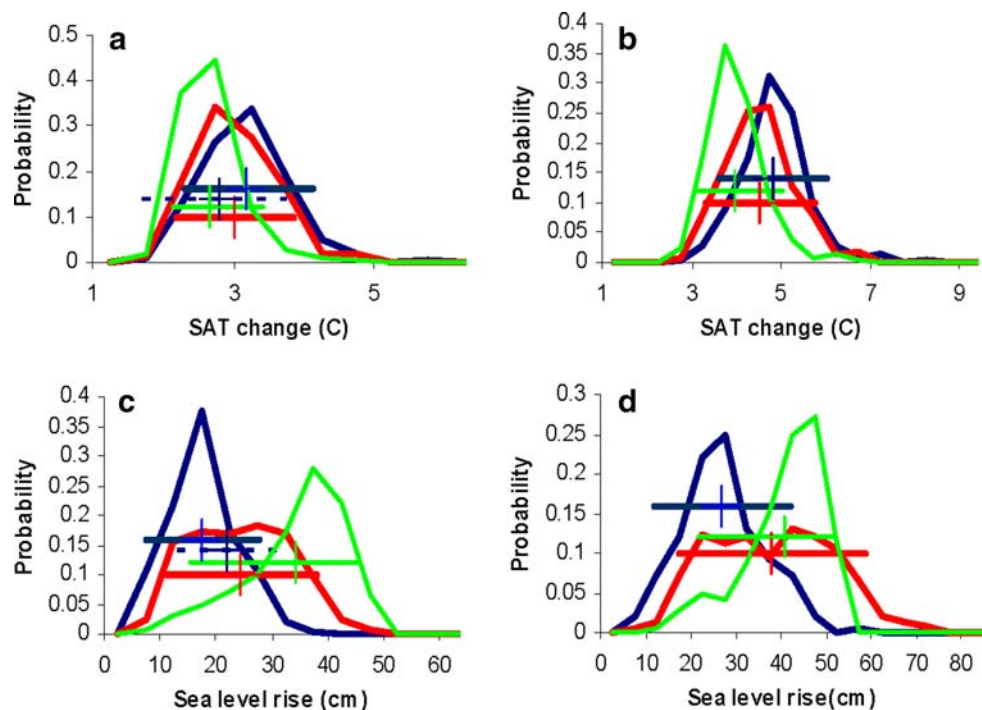 a
Probability
0.5
0.4
0.3
0.2
0.1
0
1 3 5
SAT change (C)
b
Probability
0.4
0.35
0.3
0.25
0.2
0.15
0.1
0.05
0
1 3 5 7 9
SAT change (C)
c
Probability
0.4
0.35
0.3
0.25
0.2
0.15
0.1
0.05
0
0 10 20 30 40 50 60
Sea level rise (cm)
d
Probability
0.3
0.25
0.2
0.15
0.1
0.05
0
0 10 20 30 40 50 60 70 80
Sea level rise(cm)